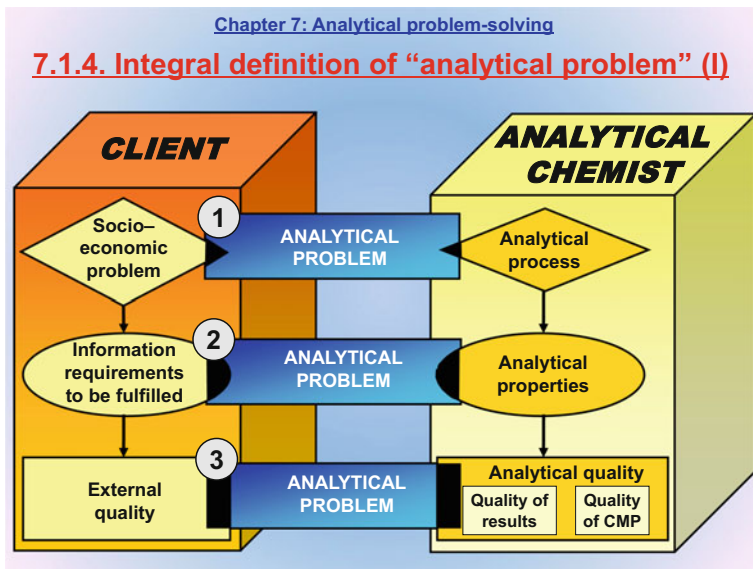 Chapter 7: Analytical problem-solving
7.1.4. Integral definition of “analytical problem” (I)
CLIENT
ANALYTICAL
CHEMIST
1
Socio–
economic
problem
ANALYTICAL
PROBLEM
Analytical
process
2
Information
requirements
to be fulfilled
ANALYTICAL
PROBLEM
Analytical
properties
3
External
quality
ANALYTICAL
PROBLEM
Analytical quality
Quality of
results
Quality
of CMP